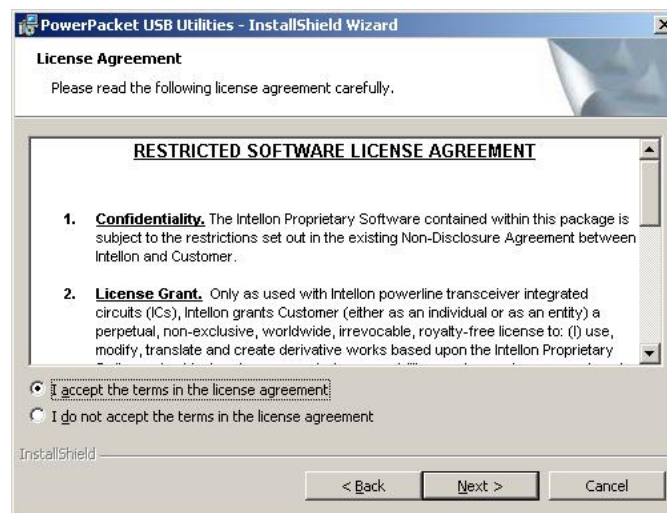 PowerPacket USB Utilities - InstallShield Wizard
License Agreement
Please read the following license agreement carefully.
RESTRICTED SOFTWARE LICENSE AGREEMENT
1. Confidentiality. The Intellon Proprietary Software contained within this package is
subject to the restrictions set out in the existing Non-Disclosure Agreement between
Intellon and Customer.
2. License Grant. Only as used with Intellon powerline transceiver integrated
circuits (ICs), Intellon grants Customer (either as an individual or as an entity) a
perpetual, non-exclusive, worldwide, irrevocable, royalty-free license to: (I) use,
modify, translate and create derivative works based upon the Intellon Proprietary
I accept the terms in the license agreement
I do not accept the terms in the license agreement
InstallShield
< Back
Next >
Cancel